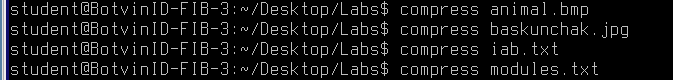 student@BotvinID-FIB-3:~/Desktop/Labs$ compress animal.bmp
student@BotvinID-FIB-3:~/Desktop/Labs$ compress baskunchak.jpg
student@BotvinID-FIB-3:~/Desktop/Labs$ compress iab.txt
student@BotvinID-FIB-3:~/Desktop/Labs$ compress modules.txt